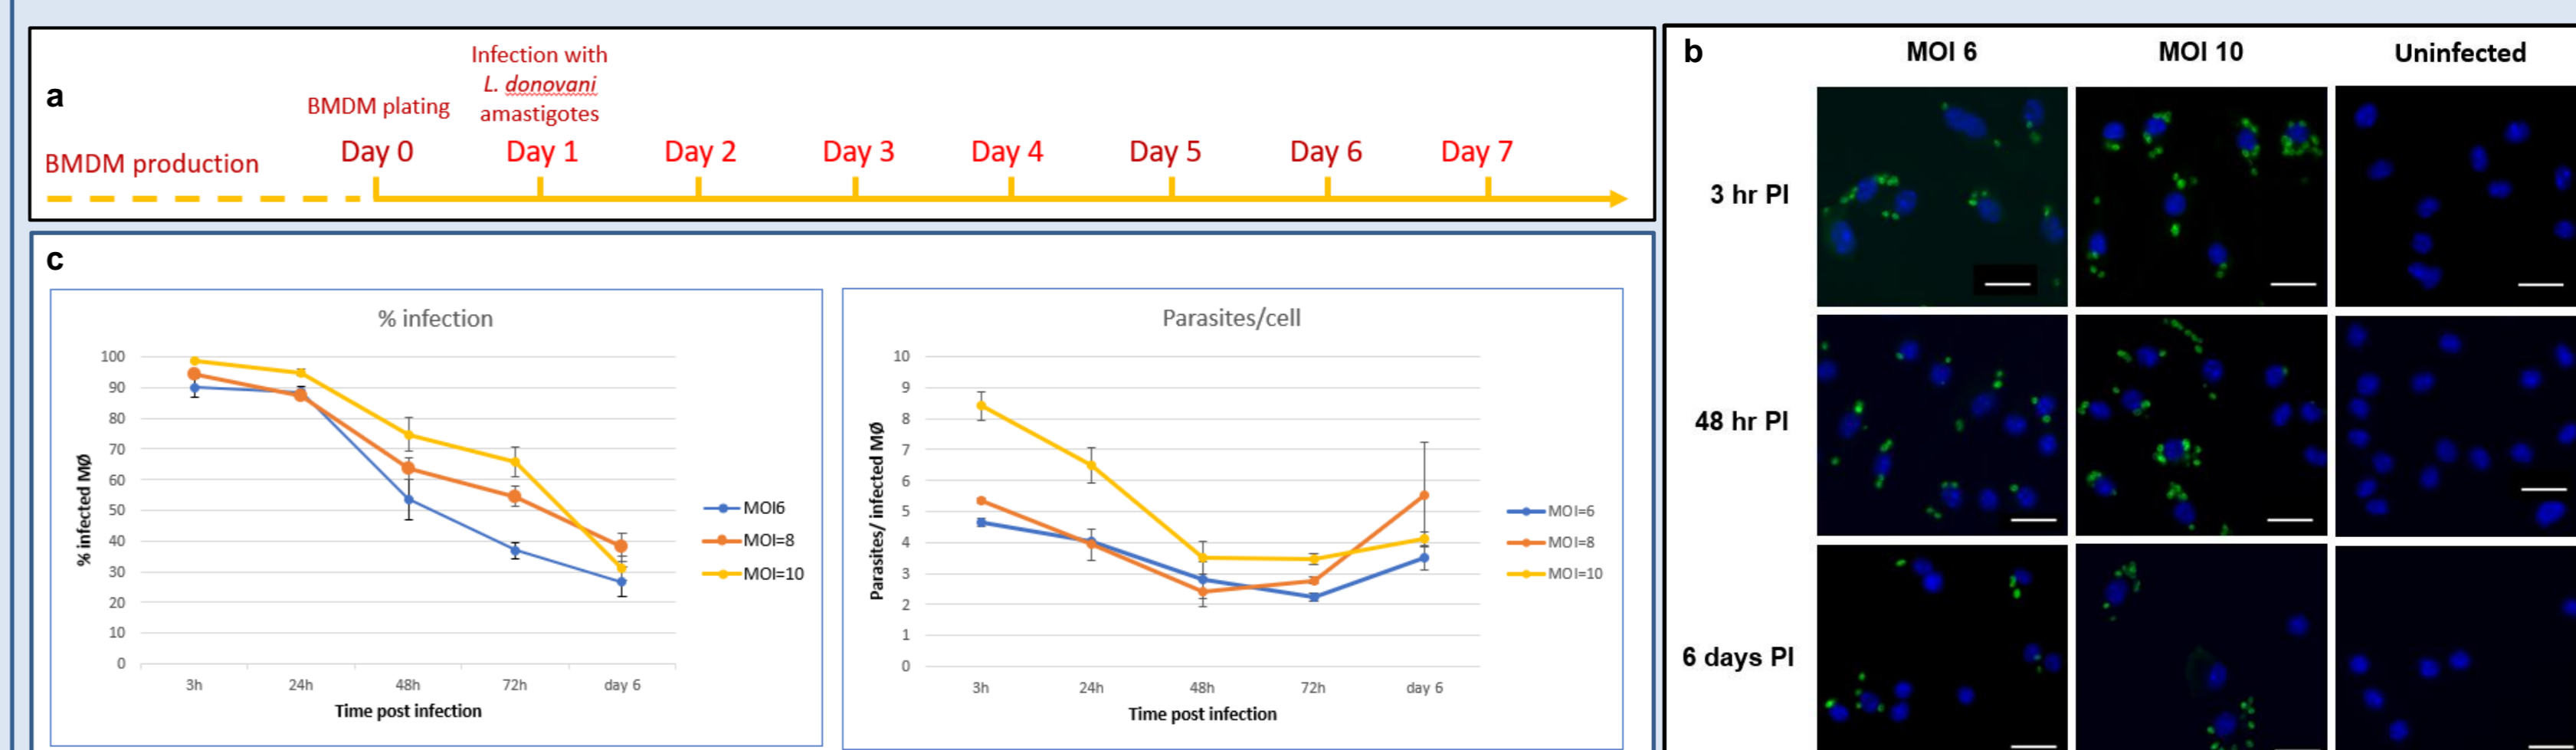 a
Infection with
L. donovani
amastigotes
BMDM plating
BMDM production
Day 0
Day 1
Day 2
Day 3
Day 4
Day 5
Day 6
Day 7
c
% infection
% infected MØ
100
90
80
70
60
50
40
30
20
10
0
3h
24h
48h
72h
day 6
Time post infection
MOI6
MOI=8
MOI=10
Parasites/cell
Parasites/ infected MØ
10
9
8
7
6
5
4
3
2
1
0
3h
24h
48h
72h
day 6
Time post infection
MOI=6
MOI=8
MOI=10
b
MOI 6
MOI 10
Uninfected
3 hr PI
48 hr PI
6 days PI